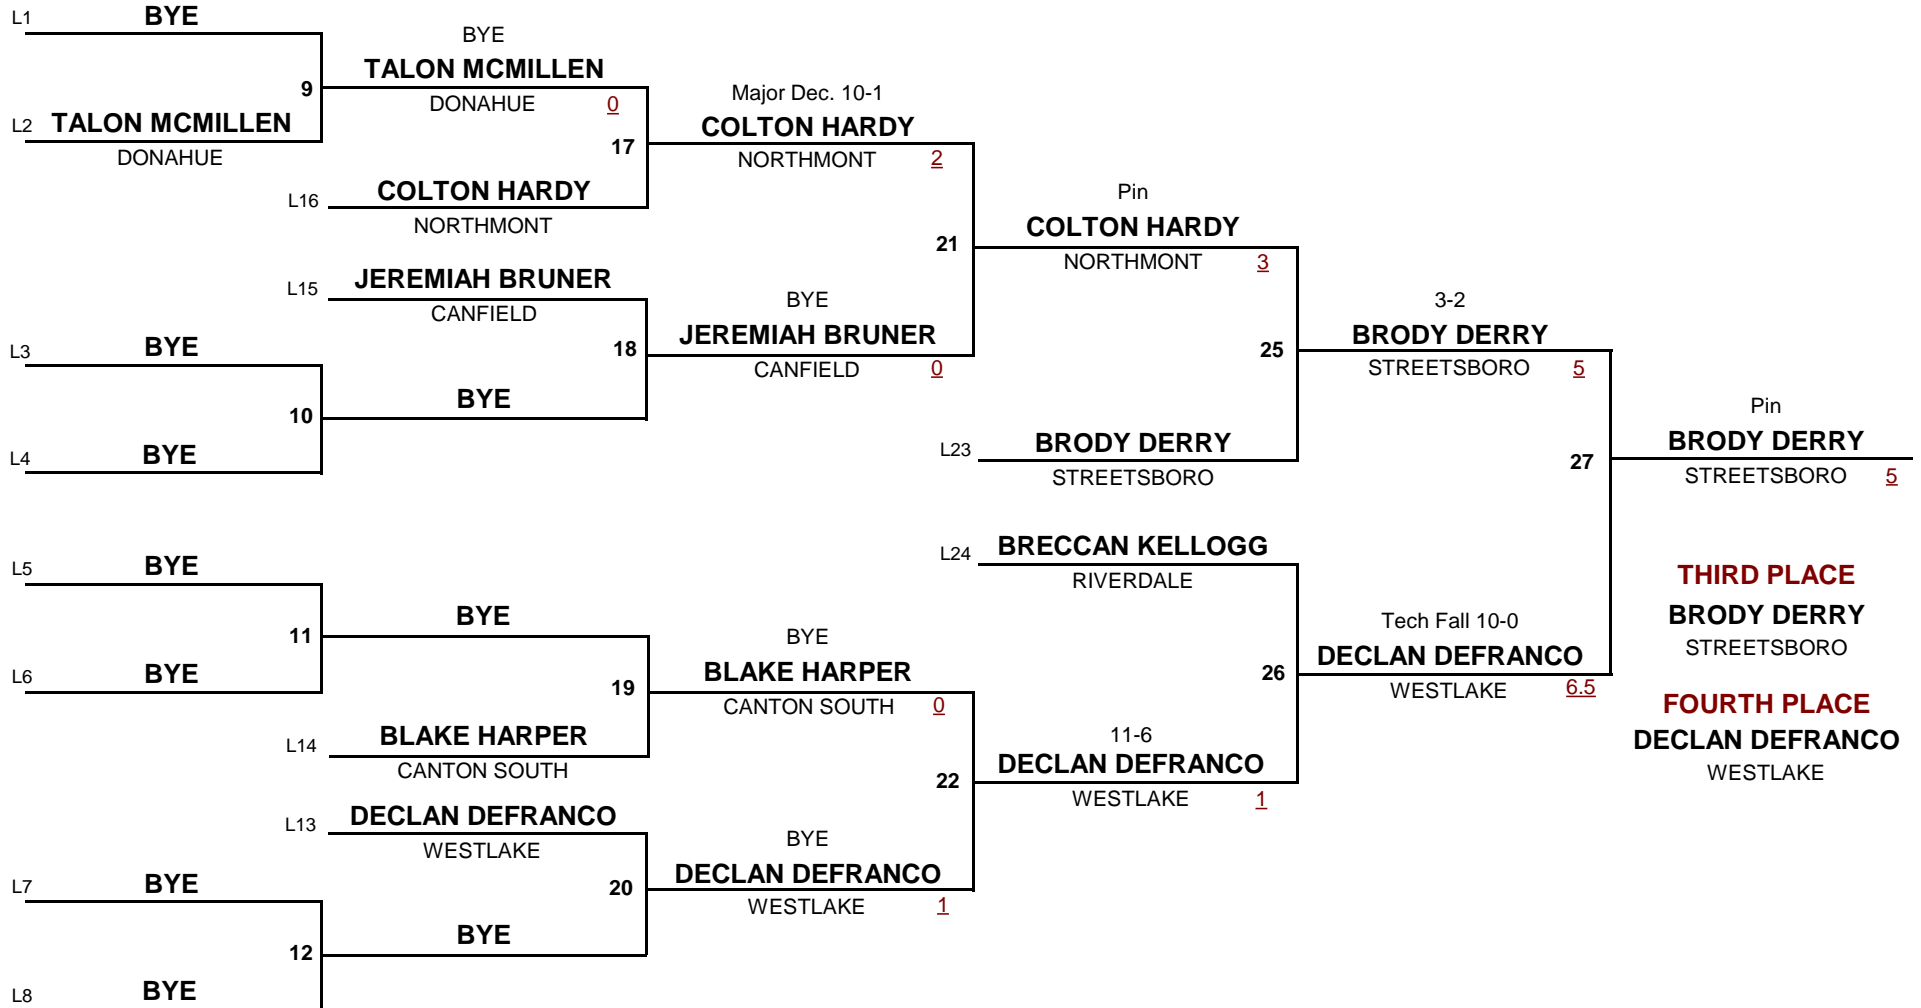 L1 BYE
BYE
TALON MCMILLEN
9
DONAHUE 0
L2 TALON MCMILLEN
DONAHUE
Major Dec. 10-1
COLTON HARDY
17
NORTHMONT 2
L16 COLTON HARDY
NORTHMONT
Pin
COLTON HARDY
21
NORTHMONT 3
L15 JEREMIAH BRUNER
CANFIELD
BYE
JEREMIAH BRUNER
18
CANFIELD 0
L3 BYE
10
BYE
L4 BYE
3-2
BRODY DERRY
25
STREETSBORO 5
L23 BRODY DERRY
STREETSBORO
Pin
BRODY DERRY
27
STREETSBORO 5
L24 BRECCAN KELLOGG
RIVERDALE
L5 BYE
11
BYE
L6 BYE
BYE
BLAKE HARPER
19
CANTON SOUTH 0
L14 BLAKE HARPER
CANTON SOUTH
Tech Fall 10-0
DECLAN DEFRANCO
26
WESTLAKE 6.5
11-6
DECLAN DEFRANCO
22
WESTLAKE 1
L13 DECLAN DEFRANCO
WESTLAKE
BYE
DECLAN DEFRANCO
20
WESTLAKE 1
L7 BYE
12
BYE
L8 BYE
THIRD PLACE
BRODY DERRY
STREETSBORO
FOURTH PLACE
DECLAN DEFRANCO
WESTLAKE